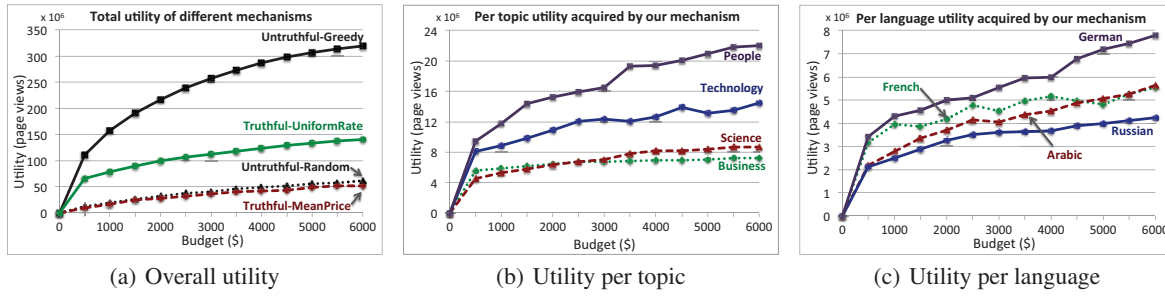 Total utility of different mechanisms
x 10⁶
350
300
250
200
150
100
50
0
Utility (page views)
Untruthful-Greedy
Truthful-UniformRate
Untruthful-Random
Truthful-MeanPrice
0 1000 2000 3000 4000 5000 6000
Budget ($)
(a) Overall utility
Per topic utility acquired by our mechanism
x 10⁶
24
20
16
12
8
4
0
Utility (page views)
People
Technology
Science
Business
0 1000 2000 3000 4000 5000 6000
Budget ($)
(b) Utility per topic
Per language utility acquired by our mechanism
x 10⁶
8
7
6
5
4
3
2
1
0
Utility (page views)
German
French
Arabic
Russian
0 1000 2000 3000 4000 5000 6000
Budget ($)
(c) Utility per language